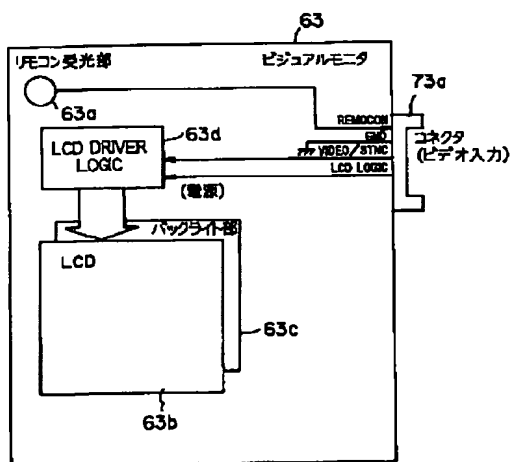 63
リモコン受光部
ビジュアルモニタ
73a
63a
REMOCON
GND
コネクタ
(ビデオ入力)
63d
LCD DRIVER
LOGIC
VIDEO/SYNC
LCD LOGIC
(電源)
バックライト部
LCD
63c
63b